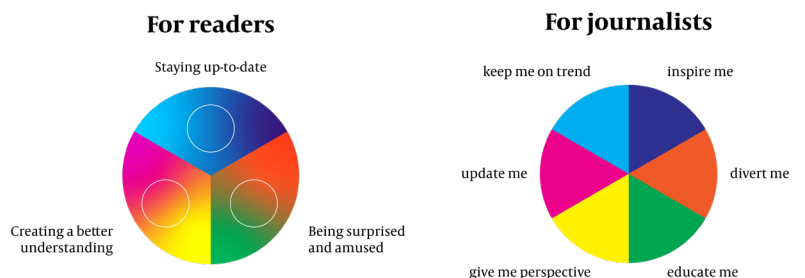 For readers
Staying up-to-date
Creating a better
understanding
Being surprised
and amused
For journalists
keep me on trend
inspire me
update me
divert me
give me perspective
educate me